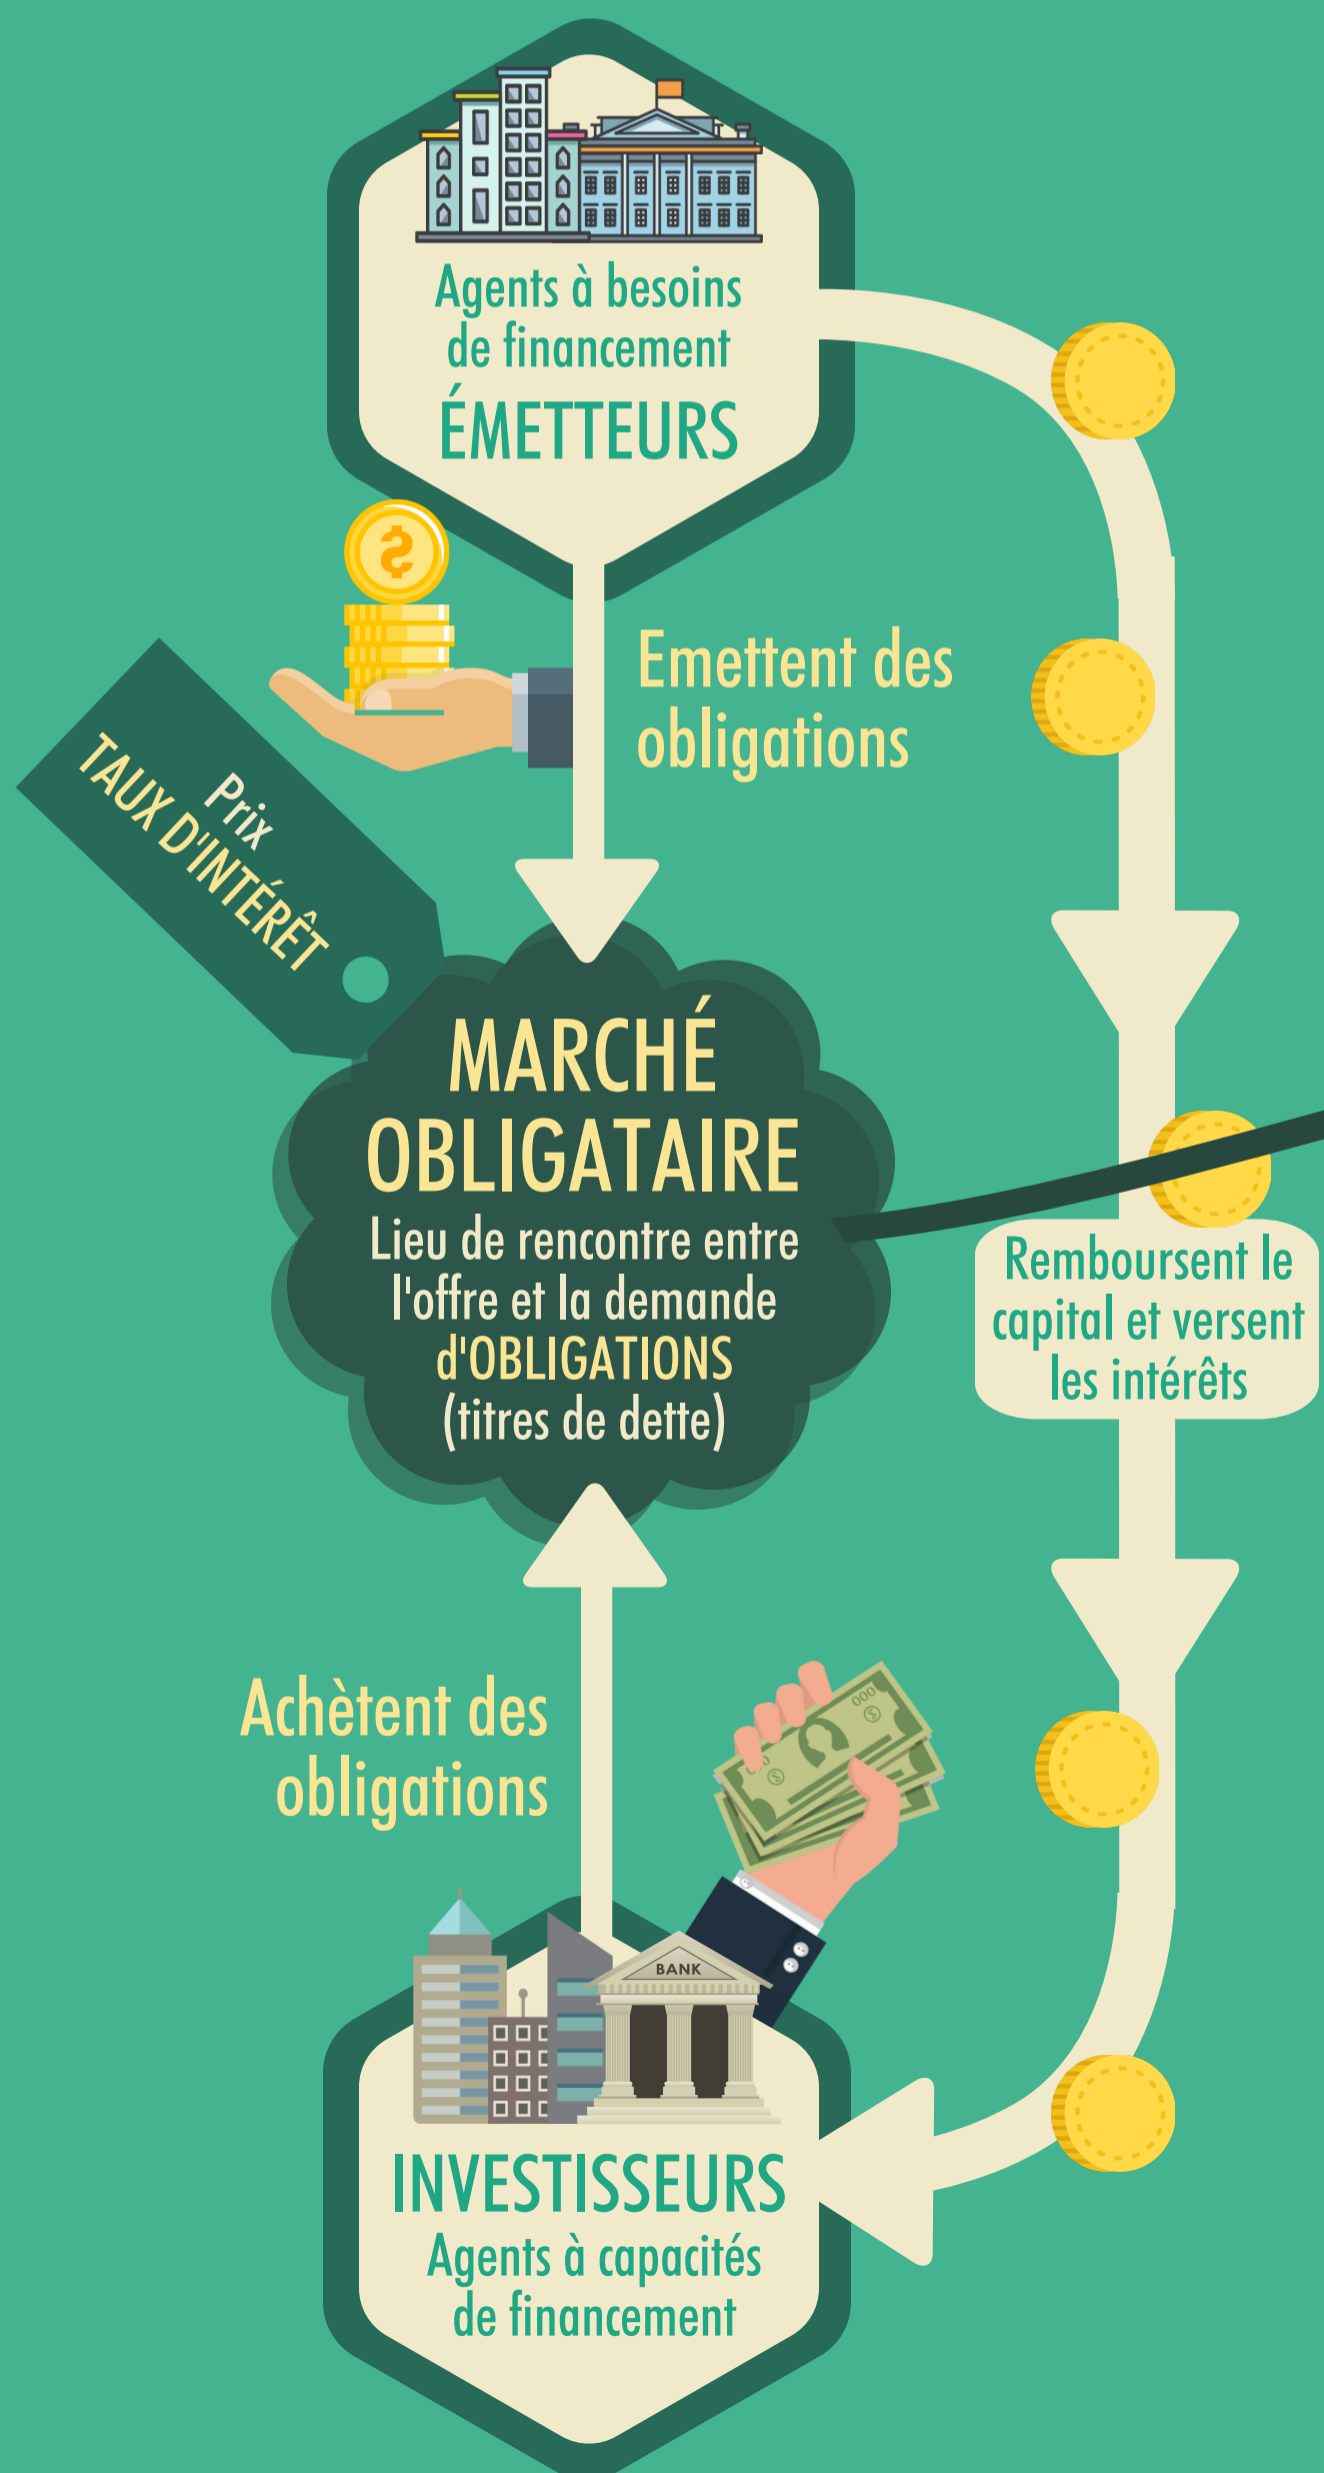 Agents à besoins
de financement
ÉMETTEURS
Emettent des
obligations
Prix
TAUX D'INTÉRÊT
MARCHÉ
OBLIGATAIRE
Lieu de rencontre entre
l'offre et la demande
d'OBLIGATIONS
(titres de dette)
Remboursent le
capital et versent
les intérêts
Achètent des
obligations
000
BANK
INVESTISSEURS
Agents à capacités
de financement